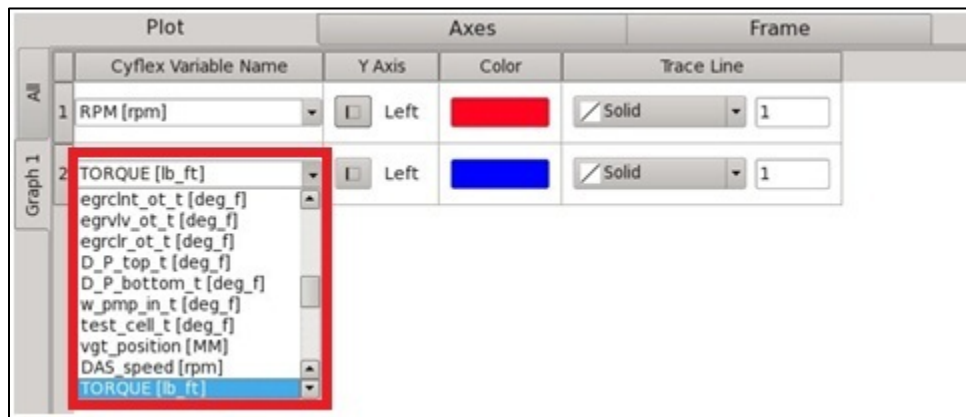 Plot Axes Frame
Cyflex Variable Name Y Axis Color Trace Line
All
1 RPM [rpm] Left Solid 1
Graph 1
2 TORQUE [lb_ft] Left Solid 1
egrclnt_ot_t [deg_f]
egrvlv_ot_t [deg_f]
egrclr_ot_t [deg_f]
D_P_top_t [deg_f]
D_P_bottom_t [deg_f]
w_pmp_in_t [deg_f]
test_cell_t [deg_f]
vgt_position [MM]
DAS_speed [rpm]
TORQUE [lb_ft]